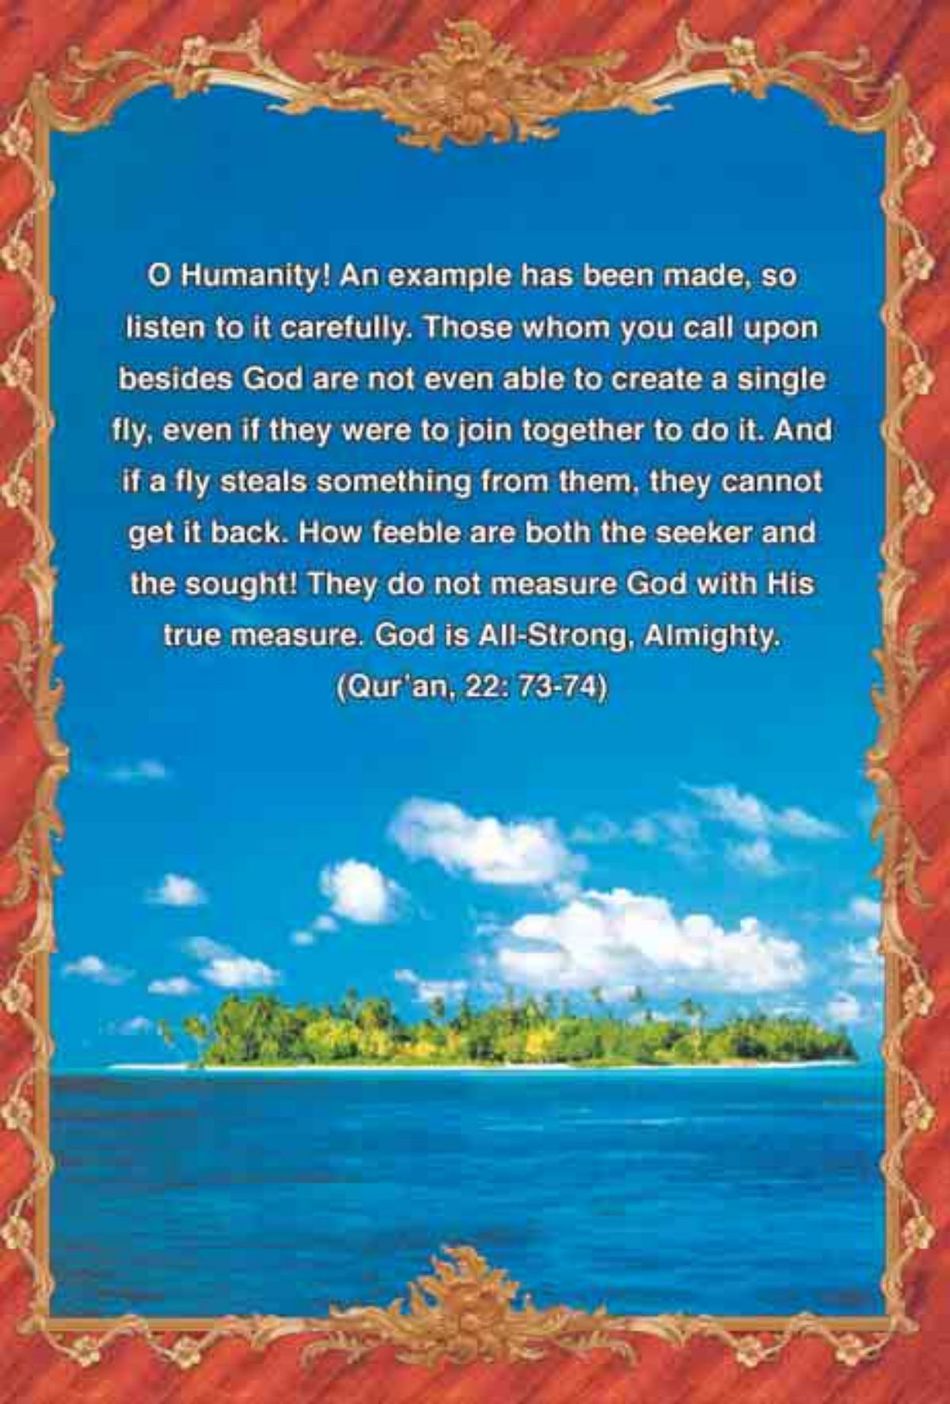 O Humanity! An example has been made, so
listen to it carefully. Those whom you call upon
besides God are not even able to create a single
fly, even if they were to join together to do it. And
if a fly steals something from them, they cannot
get it back. How feeble are both the seeker and
the sought! They do not measure God with His
true measure. God is All-Strong, Almighty.
(Qur'an, 22: 73-74)